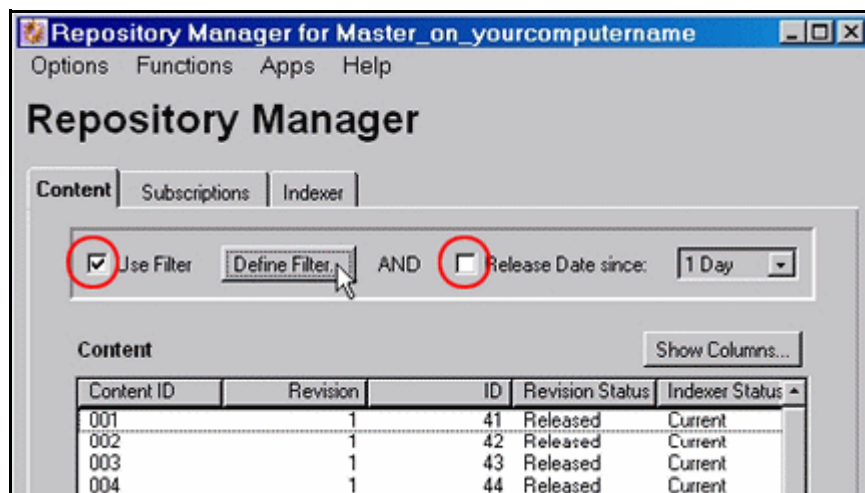 Repository Manager for Master_on_yourcomputername
Options Functions Apps Help
Repository Manager
Content Subscriptions Indexer
Use Filter Define Filter... AND Release Date since: 1 Day
Content Show Columns...
Content ID Revision ID Revision Status Indexer Status
001 1 41 Released Current
002 1 42 Released Current
003 1 43 Released Current
004 1 44 Released Current